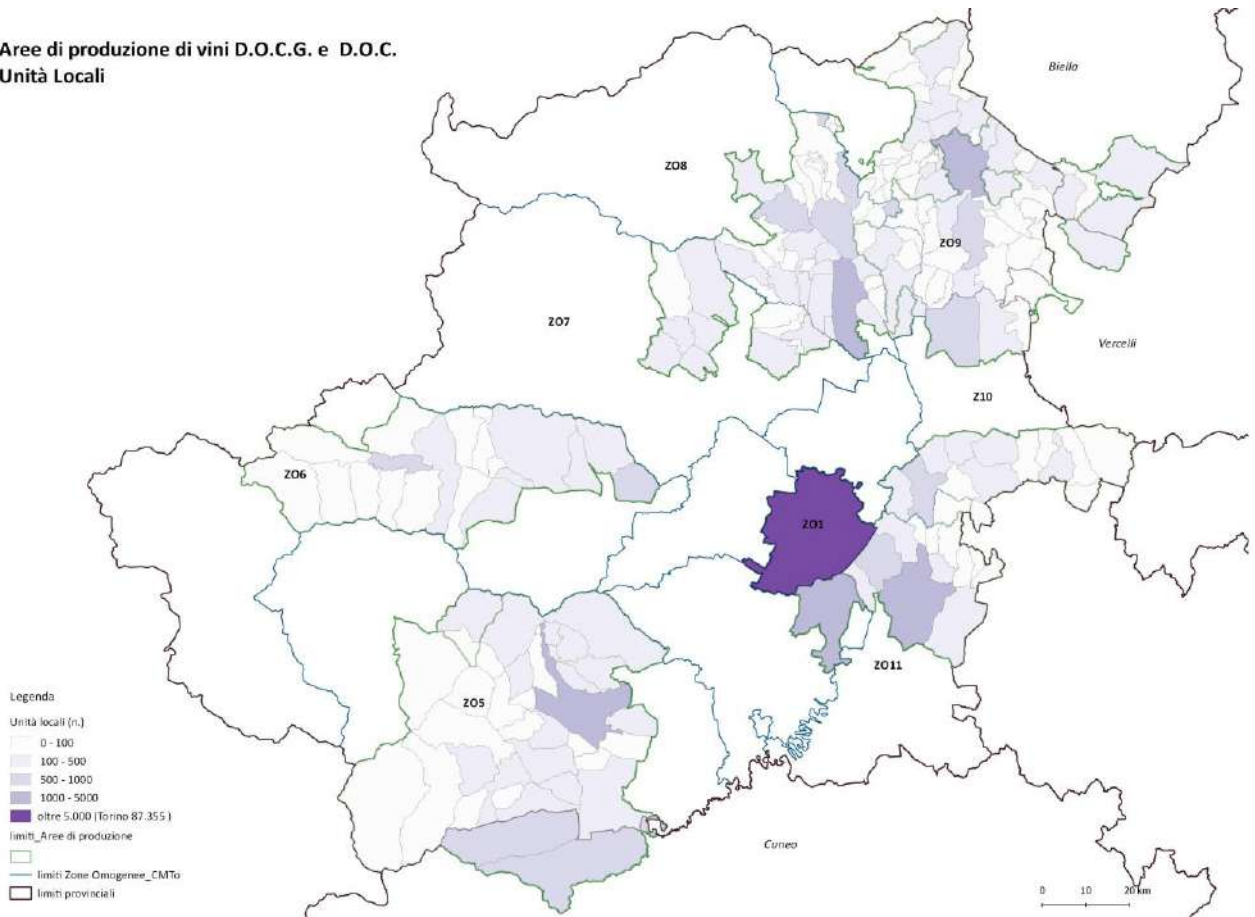 Aree di produzione di vini D.O.C.G. e D.O.C.
Unità Locali
Biella
ZO8
ZO9
ZO7
Vercelli
Z10
ZO6
ZO1
ZO11
ZO5
Cuneo
Legenda
Unità locali (n.)
0 - 100
100 - 500
500 - 1000
1000 - 5000
oltre 5.000 (Torino 87.355 )
limiti_Aree di produzione
limiti Zone Omogenee_CMTo
limiti provinciali
0 10 20 km